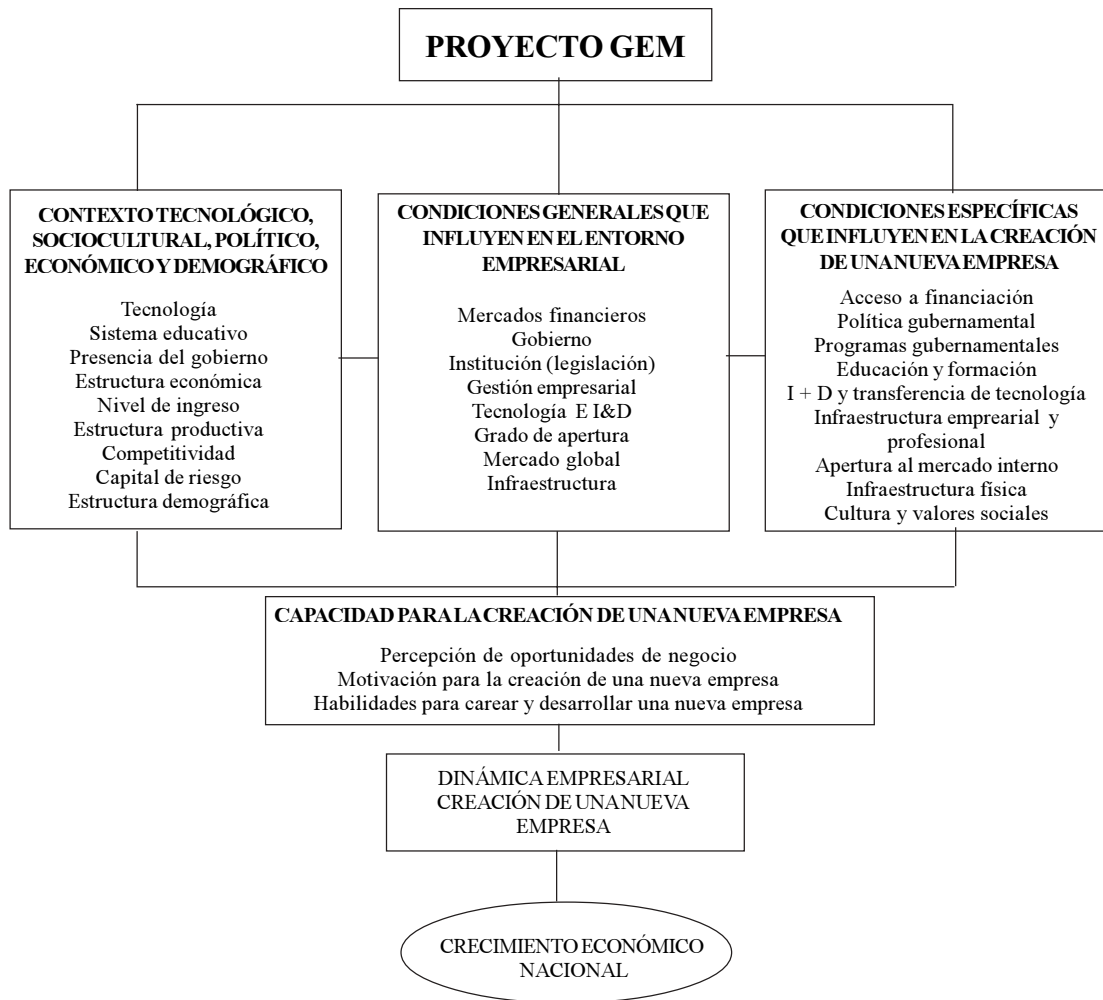 PROYECTO GEM
CONTEXTO TECNOLÓGICO,
SOCIOCULTURAL, POLÍTICO,
ECONÓMICO Y DEMOGRÁFICO
Tecnología
Sistema educativo
Presencia del gobierno
Estructura económica
Nivel de ingreso
Estructura productiva
Competitividad
Capital de riesgo
Estructura demográfica
CONDICIONES GENERALES QUE
INFLUYEN EN EL ENTORNO
EMPRESARIAL
Mercados financieros
Gobierno
Institución (legislación)
Gestión empresarial
Tecnología E I&D
Grado de apertura
Mercado global
Infraestructura
CONDICIONES ESPECÍFICAS
QUE INFLUYEN EN LA CREACIÓN
DE UNA NUEVA EMPRESA
Acceso a financiación
Política gubernamental
Programas gubernamentales
Educación y formación
I + D y transferencia de tecnología
Infraestructura emprearial y
profesional
Apertura al mercado interno
Infraestructura física
Cultura y valores sociales
CAPACIDAD PARA LA CREACIÓN DE UNA NUEVA EMPRESA
Percepción de oportunidades de negocio
Motivación para la creación de una nueva empresa
Habilidades para carear y desarrollar una nueva empresa
DINÁMICA EMPRESARIAL
CREACIÓN DE UNA NUEVA
EMPRESA
CRECIMIENTO ECONÓMICO
NACIONAL